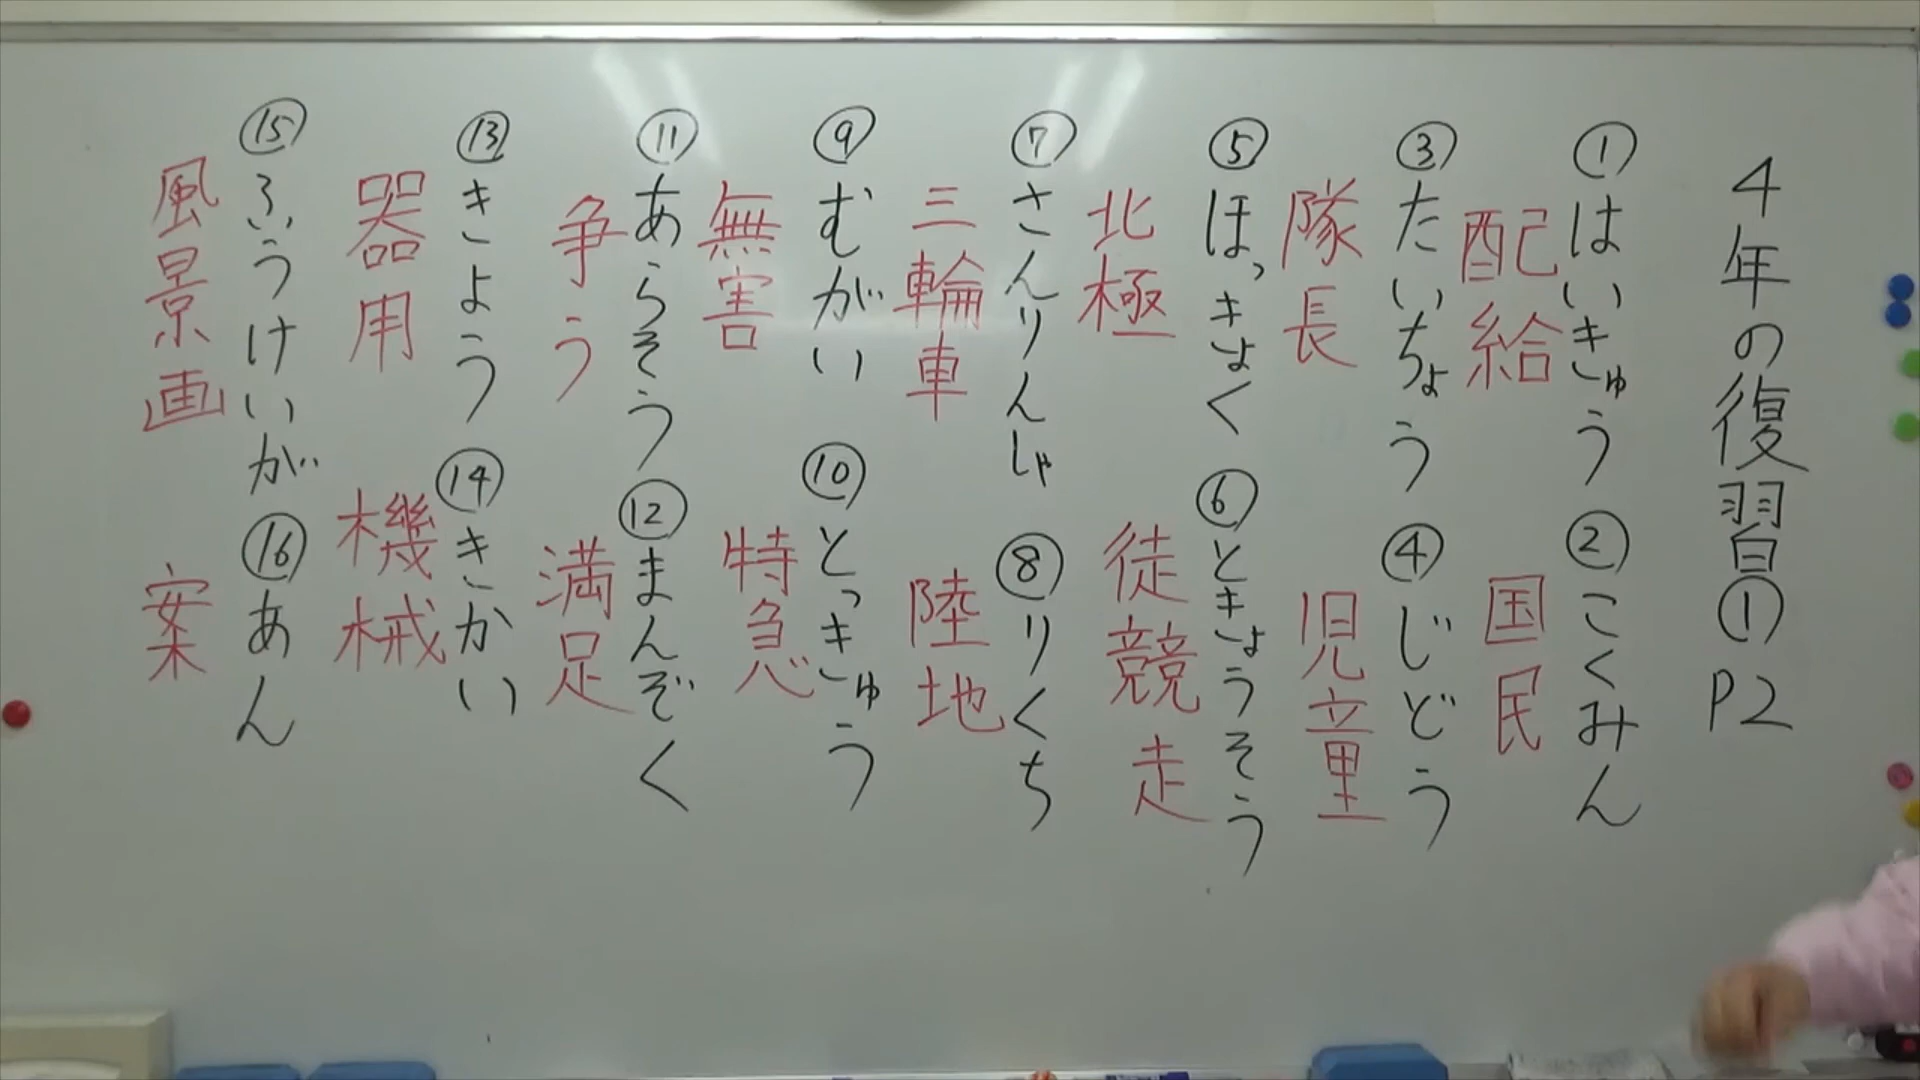 4年の復習① P2
①はいきゅう
配給
②こくみん
国民
③たいちょう
隊長
④じどう
児童
⑤ほっきょく
北極
⑥ときょうそう
徒競走
⑦さんりんしゃ
三輪車
⑧りくち
陸地
⑨むがい
無害
⑩とっきゅう
特急
⑪あらそう
争う
⑫まんぞく
満足
⑬きよう
器用
⑭きかい
機械
⑮ふうけいが
風景画
⑯あん
案